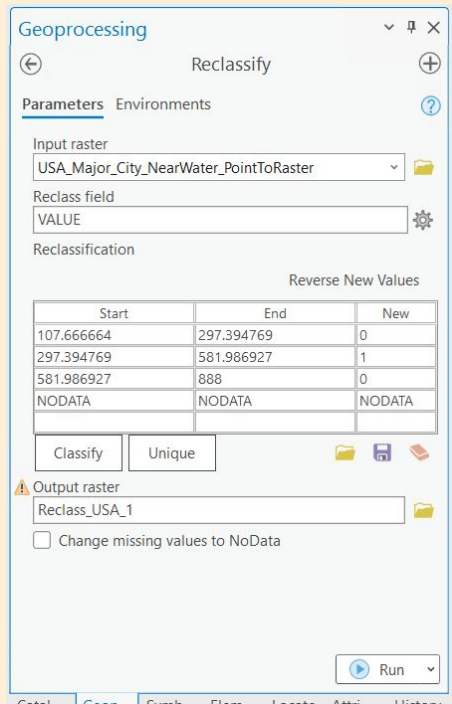 Geoprocessing
Reclassify
Parameters Environments
Input raster
USA_Major_City_NearWater_PointToRaster
Reclass field
VALUE
Reclassification
Reverse New Values
Start End New
107.666664 297.394769 0
297.394769 581.986927 1
581.986927 888 0
NODATA NODATA NODATA
Classify Unique
Output raster
Reclass_USA_1
Change missing values to NoData
Run